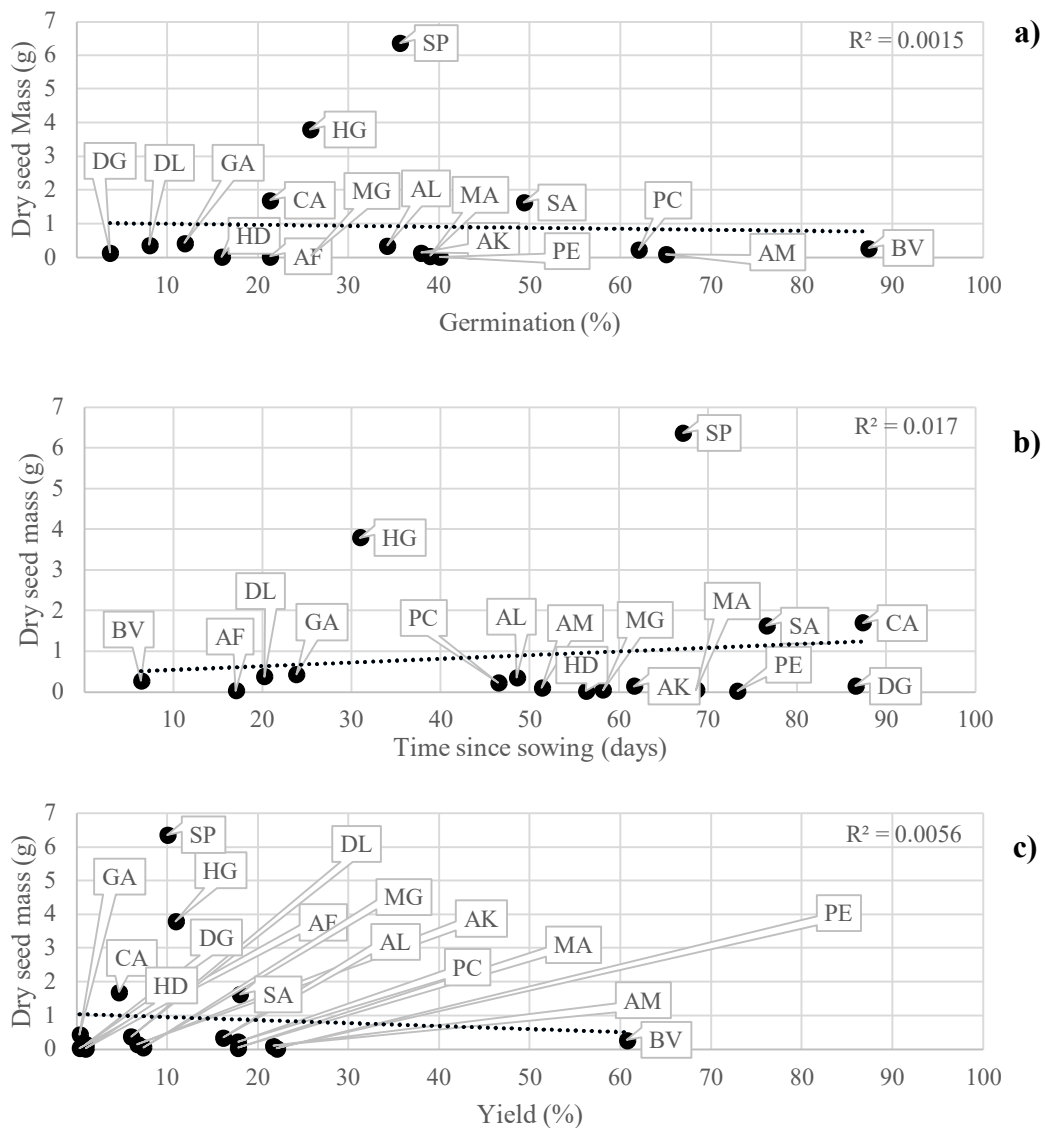 7
6
5
4
3
2
1
0
Dry seed Mass (g)
R² = 0.0015
a)
SP
HG
DG
DL
GA
CA
MG
AL
MA
SA
PC
HD
AF
AK
PE
AM
BV
10 20 30 40 50 60 70 80 90 100
Germination (%)
7
6
5
4
3
2
1
0
Dry seed mass (g)
R² = 0.017
b)
SP
HG
DL
BV
AF
GA
PC
AL
AM
HD
MG
MA
AK
SA
PE
CA
DG
10 20 30 40 50 60 70 80 90 100
Time since sowing (days)
7
6
5
4
3
2
1
0
Dry seed mass (g)
R² = 0.0056
c)
SP
DL
GA
HG
MG
AF
AK
PE
DG
AL
MA
CA
HD
SA
PC
AM
BV
10 20 30 40 50 60 70 80 90 100
Yield (%)